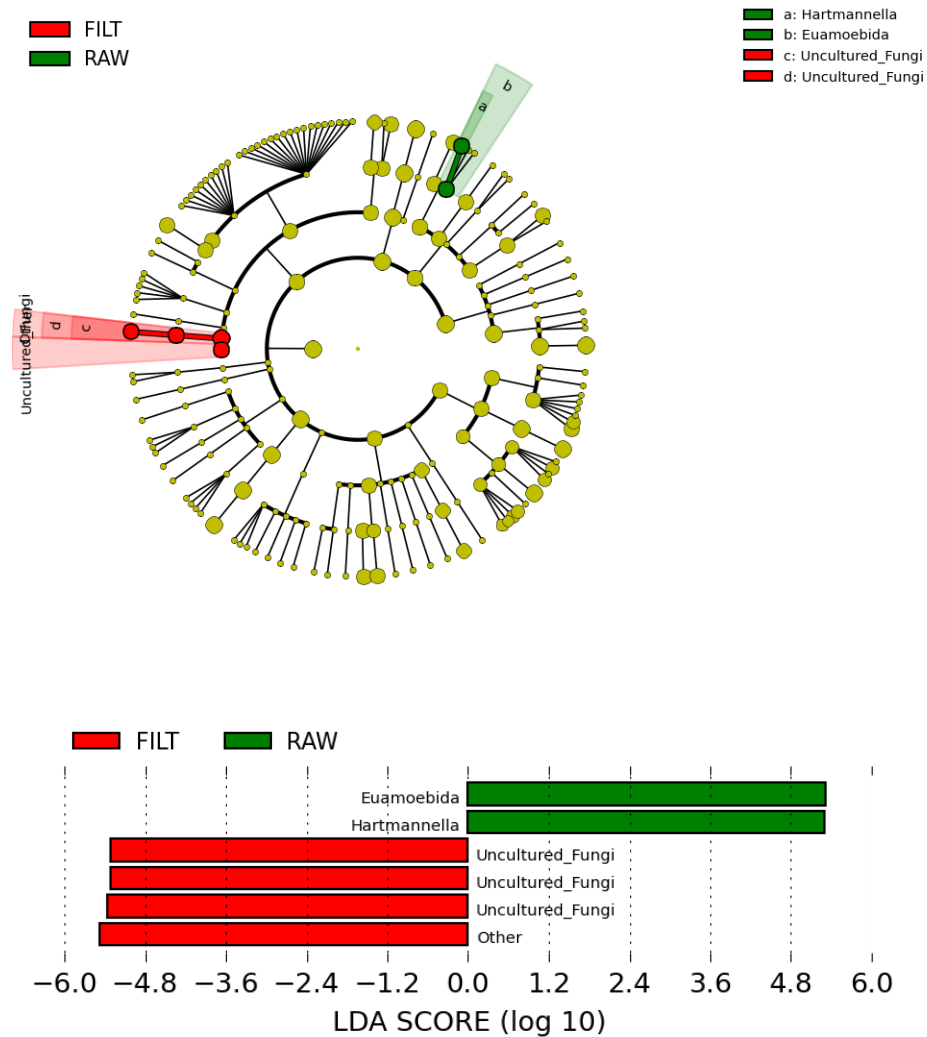 FILT
RAW
a: Hartmannella
b: Euamoebida
c: Uncultured_Fungi
d: Uncultured_Fungi
b
a
Uncultured_Fungi
Other
d
c
FILT
RAW
Euamoebida
Hartmannella
Uncultured_Fungi
Uncultured_Fungi
Uncultured_Fungi
Other
−6.0 −4.8 −3.6 −2.4 −1.2 0.0 1.2 2.4 3.6 4.8 6.0
LDA SCORE (log 10)